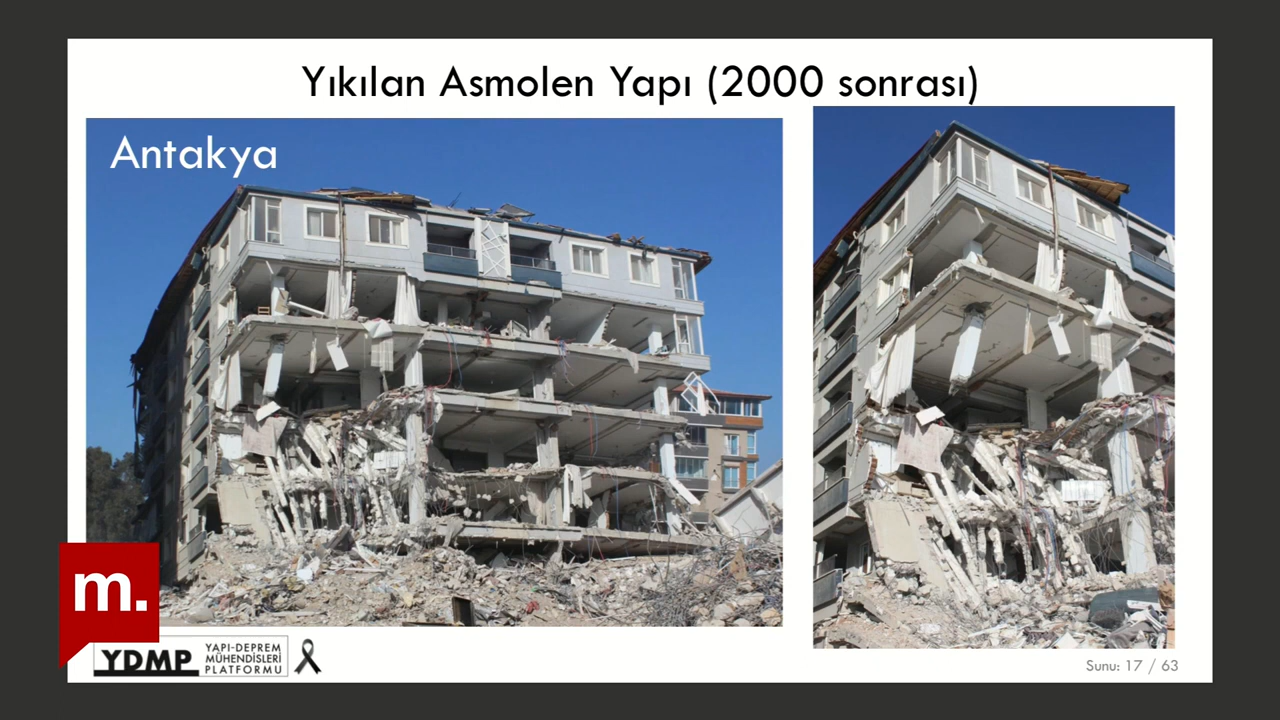 Yıkılan Asmolen Yapı (2000 sonrası)
Antakya
m.
YDMP
YAPI-DEPREM
MÜHENDİSLERİ
PLATFORMU
Sunu: 17 / 63